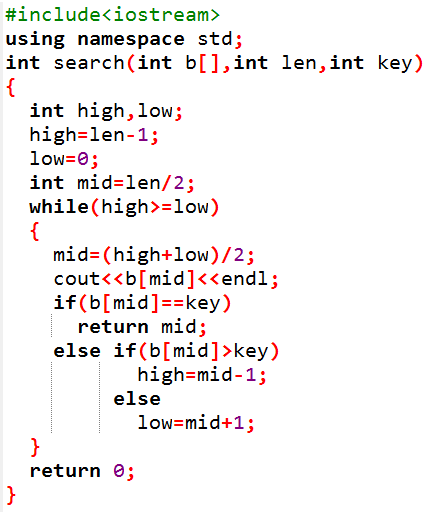 #include<iostream>
using namespace std;
int search(int b[],int len,int key)
{
  int high,low;
  high=len-1;
  low=0;
  int mid=len/2;
  while(high>=low)
  {
    mid=(high+low)/2;
    cout<<b[mid]<<endl;
    if(b[mid]==key)
      return mid;
    else if(b[mid]>key)
           high=mid-1;
         else
           low=mid+1;
  }
  return 0;
}